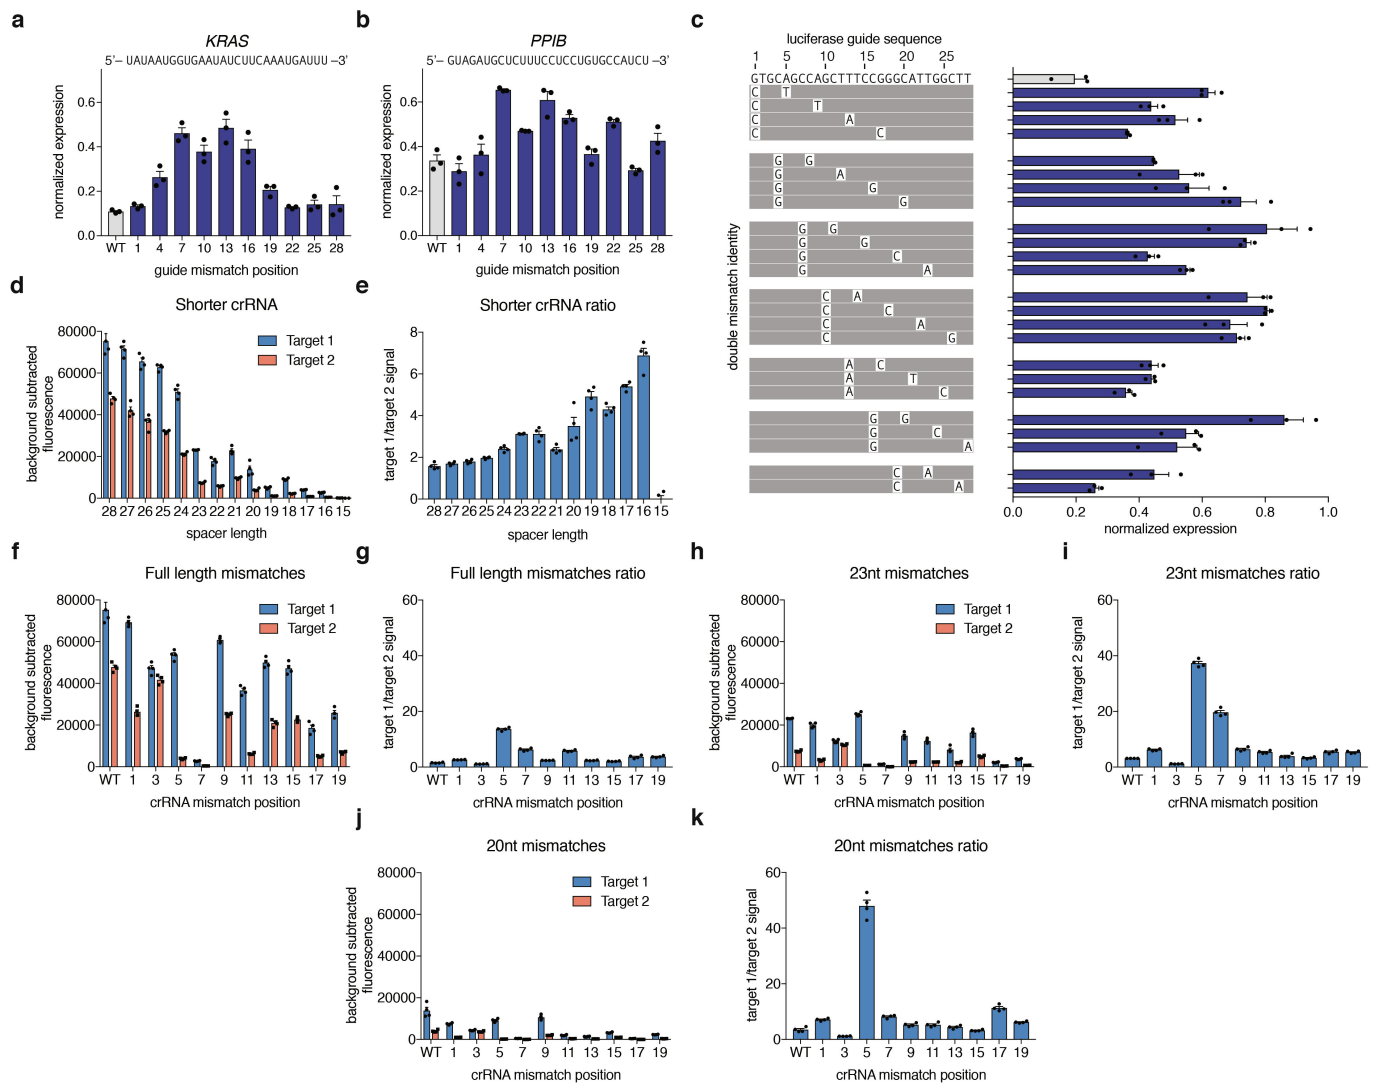 a
KRAS
5'– UAUAAUGGUGAAUAUCUUCAAAUGAUUU –3'
normalized expression
0.6
0.4
0.2
0.0
WT 1 4 7 10 13 16 19 22 25 28
guide mismatch position
b
PPIB
5'– GUAGAUGCUCUUUCCUCCUGUGCCAUCU –3'
normalized expression
0.6
0.4
0.2
0.0
WT 1 4 7 10 13 16 19 22 25 28
guide mismatch position
c
luciferase guide sequence
1 5 10 15 20 25
GTGCAGCCAGCTTTCCGGGCATTGGCTT
double mismatch identity
C T
C T
C A
C C
G G
G A
G G
G G
G G
G G
G C
G A
C A
C C
C A
C G
A C
A T
A C
G G
G C
G A
C A
C A
0.0 0.2 0.4 0.6 0.8 1.0
normalized expression
d
Shorter crRNA
background subtracted
fluorescence
80000
60000
40000
20000
0
Target 1
Target 2
28 27 26 25 24 23 22 21 20 19 18 17 16 15
spacer length
e
Shorter crRNA ratio
target 1/target 2 signal
8
6
4
2
0
28 27 26 25 24 23 22 21 20 19 18 17 16 15
spacer length
f
Full length mismatches
background subtracted
fluorescence
80000
60000
40000
20000
0
Target 1
Target 2
WT 1 3 5 7 9 11 13 15 17 19
crRNA mismatch position
g
Full length mismatches ratio
target 1/target 2 signal
60
40
20
0
WT 1 3 5 7 9 11 13 15 17 19
crRNA mismatch position
h
23nt mismatches
background subtracted
fluorescence
80000
60000
40000
20000
0
Target 1
Target 2
WT 1 3 5 7 9 11 13 15 17 19
crRNA mismatch position
i
23nt mismatches ratio
target 1/target 2 signal
60
40
20
0
WT 1 3 5 7 9 11 13 15 17 19
crRNA mismatch position
j
20nt mismatches
background subtracted
fluorescence
80000
60000
40000
20000
0
Target 1
Target 2
WT 1 3 5 7 9 11 13 15 17 19
crRNA mismatch position
k
20nt mismatches ratio
target 1/target 2 signal
60
40
20
0
WT 1 3 5 7 9 11 13 15 17 19
crRNA mismatch position